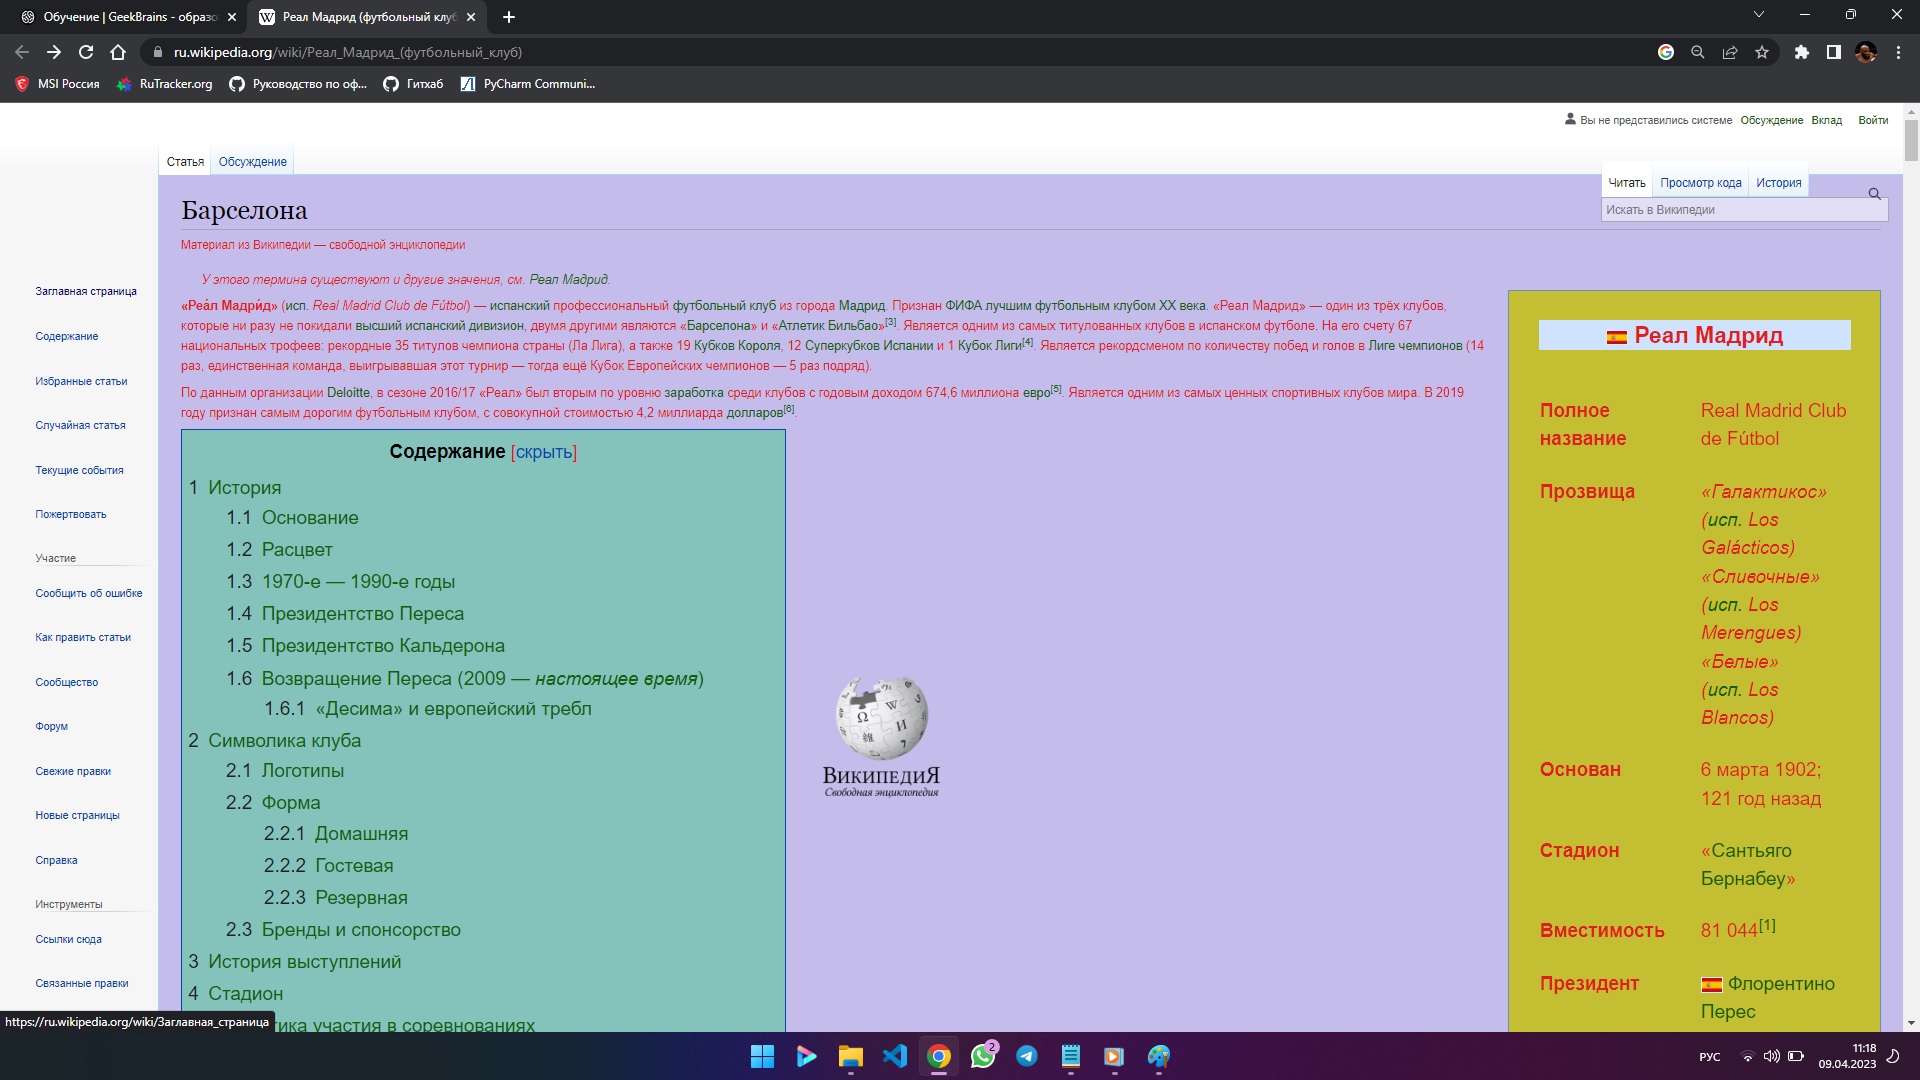 Обучение | GeekBrains - образо
Реал Мадрид (футбольный клуб
ru.wikipedia.org/wiki/Реал_Мадрид_(футбольный_клуб)
MSI Россия
RuTracker.org
Руководство по оф...
Гитхаб
PyCharm Communi...
Вы не представились системе
Обсуждение
Вклад
Войти
Статья
Обсуждение
Читать
Просмотр кода
История
Искать в Википедии
Барселона
Материал из Википедии — свободной энциклопедии
У этого термина существуют и другие значения, см. Реал Мадрид.
«Реа́л Мадри́д» (исп. Real Madrid Club de Fútbol) — испанский профессиональный футбольный клуб из города Мадрид. Признан ФИФА лучшим футбольным клубом XX века. «Реал Мадрид» — один из трёх клубов,
которые ни разу не покидали высший испанский дивизион, двумя другими являются «Барселона» и «Атлетик Бильбао»[3]. Является одним из самых титулованных клубов в испанском футболе. На его счету 67
национальных трофеев: рекордные 35 титулов чемпиона страны (Ла Лига), а также 19 Кубков Короля, 12 Суперкубков Испании и 1 Кубок Лиги[4]. Является рекордсменом по количеству побед и голов в Лиге чемпионов (14
раз, единственная команда, выигрывавшая этот турнир — тогда ещё Кубок Европейских чемпионов — 5 раз подряд).
По данным организации Deloitte, в сезоне 2016/17 «Реал» был вторым по уровню заработка среди клубов с годовым доходом 674,6 миллиона евро[5]. Является одним из самых ценных спортивных клубов мира. В 2019
году признан самым дорогим футбольным клубом, с совокупной стоимостью 4,2 миллиарда долларов[6].
Заглавная страница
Содержание
Избранные статьи
Случайная статья
Текущие события
Пожертвовать
Участие
Сообщить об ошибке
Как править статьи
Сообщество
Форум
Свежие правки
Новые страницы
Справка
Инструменты
Ссылки сюда
Связанные правки
Содержание [скрыть]
1 История
1.1 Основание
1.2 Расцвет
1.3 1970-е — 1990-е годы
1.4 Президентство Переса
1.5 Президентство Кальдерона
1.6 Возвращение Переса (2009 — настоящее время)
1.6.1 «Десима» и европейский требл
2 Символика клуба
2.1 Логотипы
2.2 Форма
2.2.1 Домашняя
2.2.2 Гостевая
2.2.3 Резервная
2.3 Бренды и спонсорство
3 История выступлений
4 Стадион
тика участия в соревнованиях
ВикипедиЯ
Свободная энциклопедия
Реал Мадрид
Полное название
Real Madrid Club
de Fútbol
Прозвища
«Галактикос»
(исп. Los
Galácticos)
«Сливочные»
(исп. Los
Merengues)
«Белые»
(исп. Los
Blancos)
Основан
6 марта 1902;
121 год назад
Стадион
«Сантьяго
Бернабеу»
Вместимость
81 044[1]
Президент
Флорентино
Перес
https://ru.wikipedia.org/wiki/Заглавная_страница
2
РУС
11:18
09.04.2023